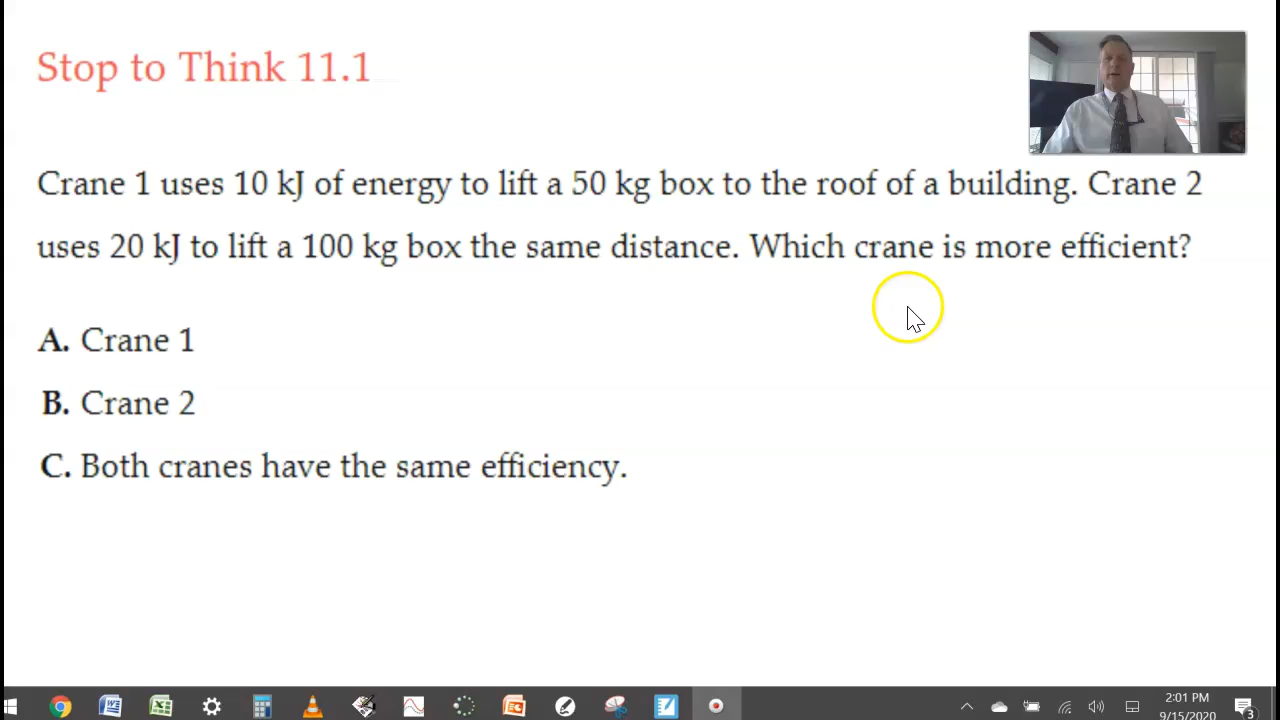 Stop to Think 11.1
Crane 1 uses 10 kJ of energy to lift a 50 kg box to the roof of a building. Crane 2
uses 20 kJ to lift a 100 kg box the same distance. Which crane is more efficient?
A. Crane 1
B. Crane 2
C. Both cranes have the same efficiency.
2:01 PM
9/15/2020
3